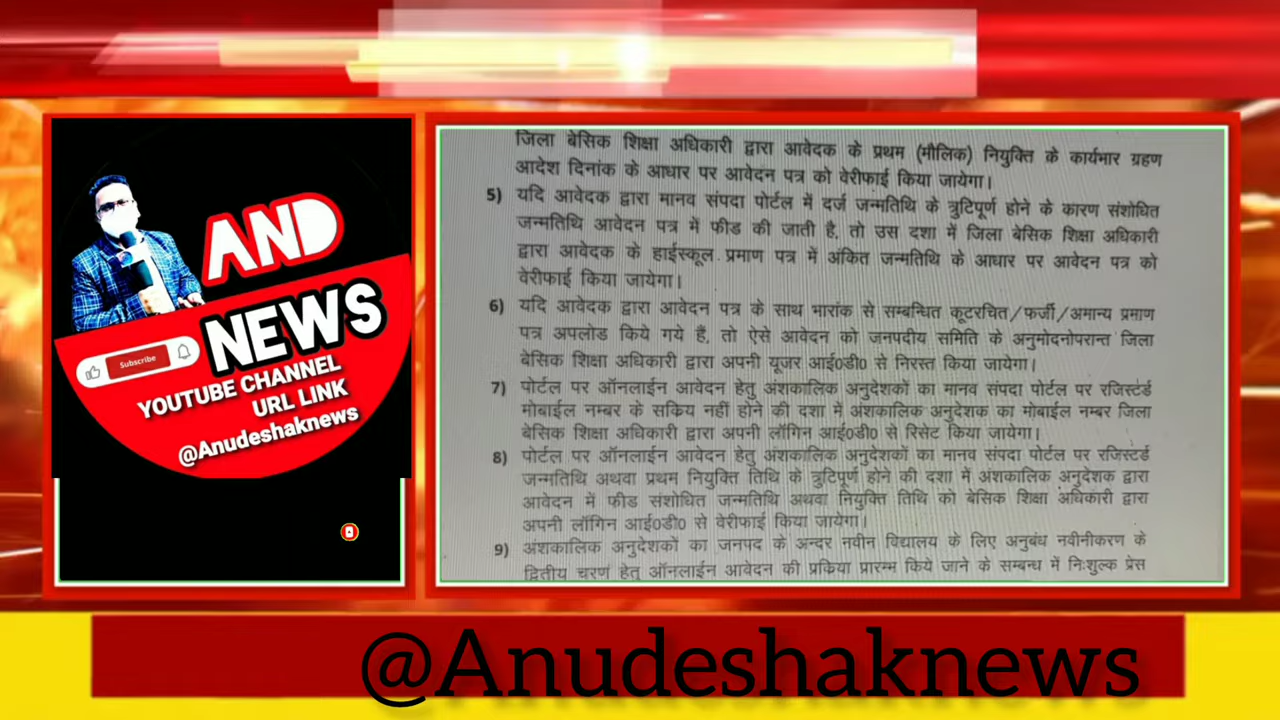 AND
NEWS
Subscribe
YOUTUBE CHANNEL
URL LINK
@Anudeshaknews
जिला बेसिक शिक्षा अधिकारी द्वारा आवेदक के प्रथम (मौलिक) नियुक्ति के कार्यभार ग्रहण
आदेश दिनांक के आधार पर आवेदन पत्र को वेरीफाई किया जायेगा।
5) यदि आवेदक द्वारा मानव संपदा पोर्टल में दर्ज जन्मतिथि के त्रुटिपूर्ण होने के कारण संशोधित
जन्मतिथि आवेदन पत्र में फीड की जाती है, तो उस दशा में जिला बेसिक शिक्षा अधिकारी
द्वारा आवेदक के हाईस्कूल प्रमाण पत्र में अंकित जन्मतिथि के आधार पर आवेदन पत्र को
वेरीफाई किया जायेगा।
6) यदि आवेदक द्वारा आवेदन पत्र के साथ भारांक से सम्बन्धित कूटरचित/फर्जी/अमान्य प्रमाण
पत्र अपलोड किये गये हैं, तो ऐसे आवेदन को जनपदीय समिति के अनुमोदनोपरान्त जिला
बेसिक शिक्षा अधिकारी द्वारा अपनी यूजर आई0डी0 से निरस्त किया जायेगा।
7) पोर्टल पर ऑनलाईन आवेदन हेतु अंशकालिक अनुदेशकों का मानव संपदा पोर्टल पर रजिस्टर्ड
मोबाईल नम्बर के सक्रिय नहीं होने की दशा में अंशकालिक अनुदेशक का मोबाईल नम्बर जिला
बेसिक शिक्षा अधिकारी द्वारा अपनी लॉगिन आई0डी0 से रिसेट किया जायेगा।
8) पोर्टल पर ऑनलाईन आवेदन हेतु अंशकालिक अनुदेशकों का मानव संपदा पोर्टल पर रजिस्टर्ड
जन्मतिथि अथवा प्रथम नियुक्ति तिथि के त्रुटिपूर्ण होने की दशा में अंशकालिक अनुदेशक द्वारा
आवेदन में फीड संशोधित जन्मतिथि अथवा नियुक्ति तिथि को बेसिक शिक्षा अधिकारी द्वारा
अपनी लॉगिन आई0डी0 से वेरीफाई किया जायेगा।
9) अंशकालिक अनुदेशकों का जनपद के अन्दर नवीन विद्यालय के लिए अनुबंध नवीनीकरण के
द्वितीय चरण हेतु ऑनलाईन आवेदन की प्रक्रिया प्रारम्भ किये जाने के सम्बन्ध में निःशुल्क प्रेस
@Anudeshaknews